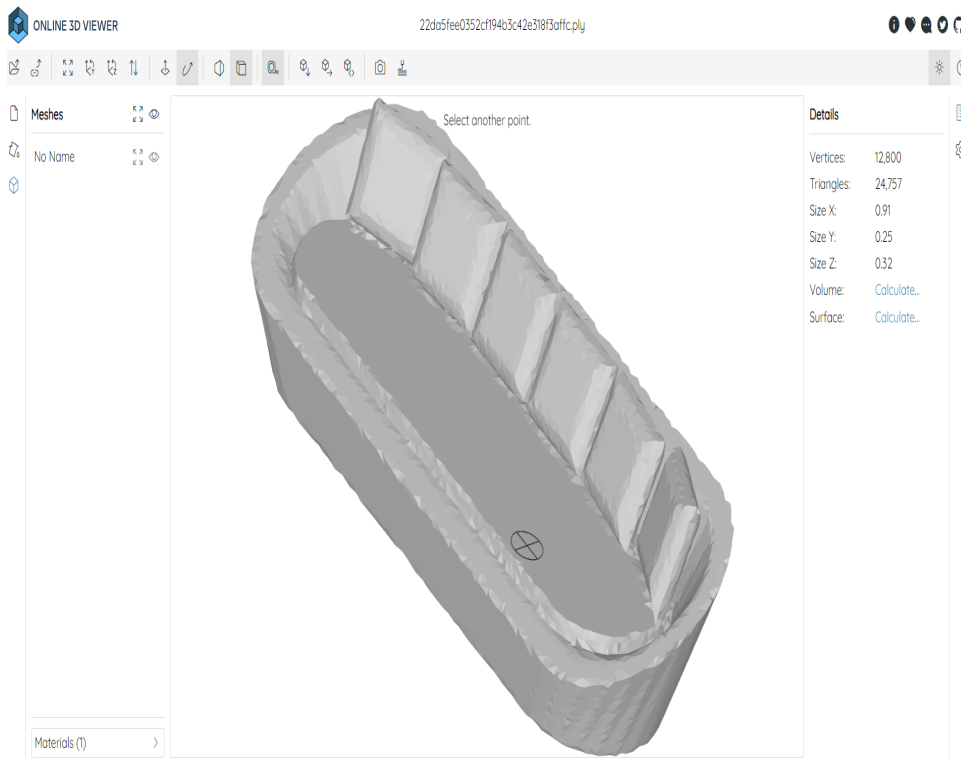 ONLINE 3D VIEWER
22da5fee0352cf194b3c42e318f3affc.ply
Meshes
No Name
Materials (1)
Select another point.
Details
Vertices: 12,800
Triangles: 24,757
Size X: 0.91
Size Y: 0.25
Size Z: 0.32
Volume: Calculate...
Surface: Calculate...